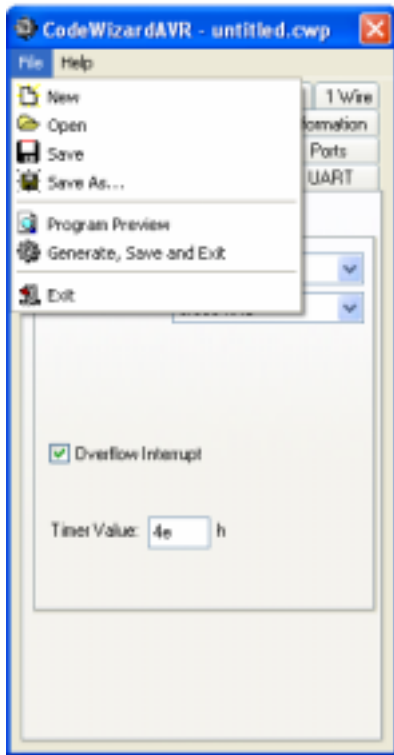 CodeWizardAVR - untitled.cwp
File Help
New
1 Wire
Open
formation
Save
Ports
Save As...
UART
Program Preview
Generate, Save and Exit
Exit
Overflow Interrupt
Timer Value: 4e h